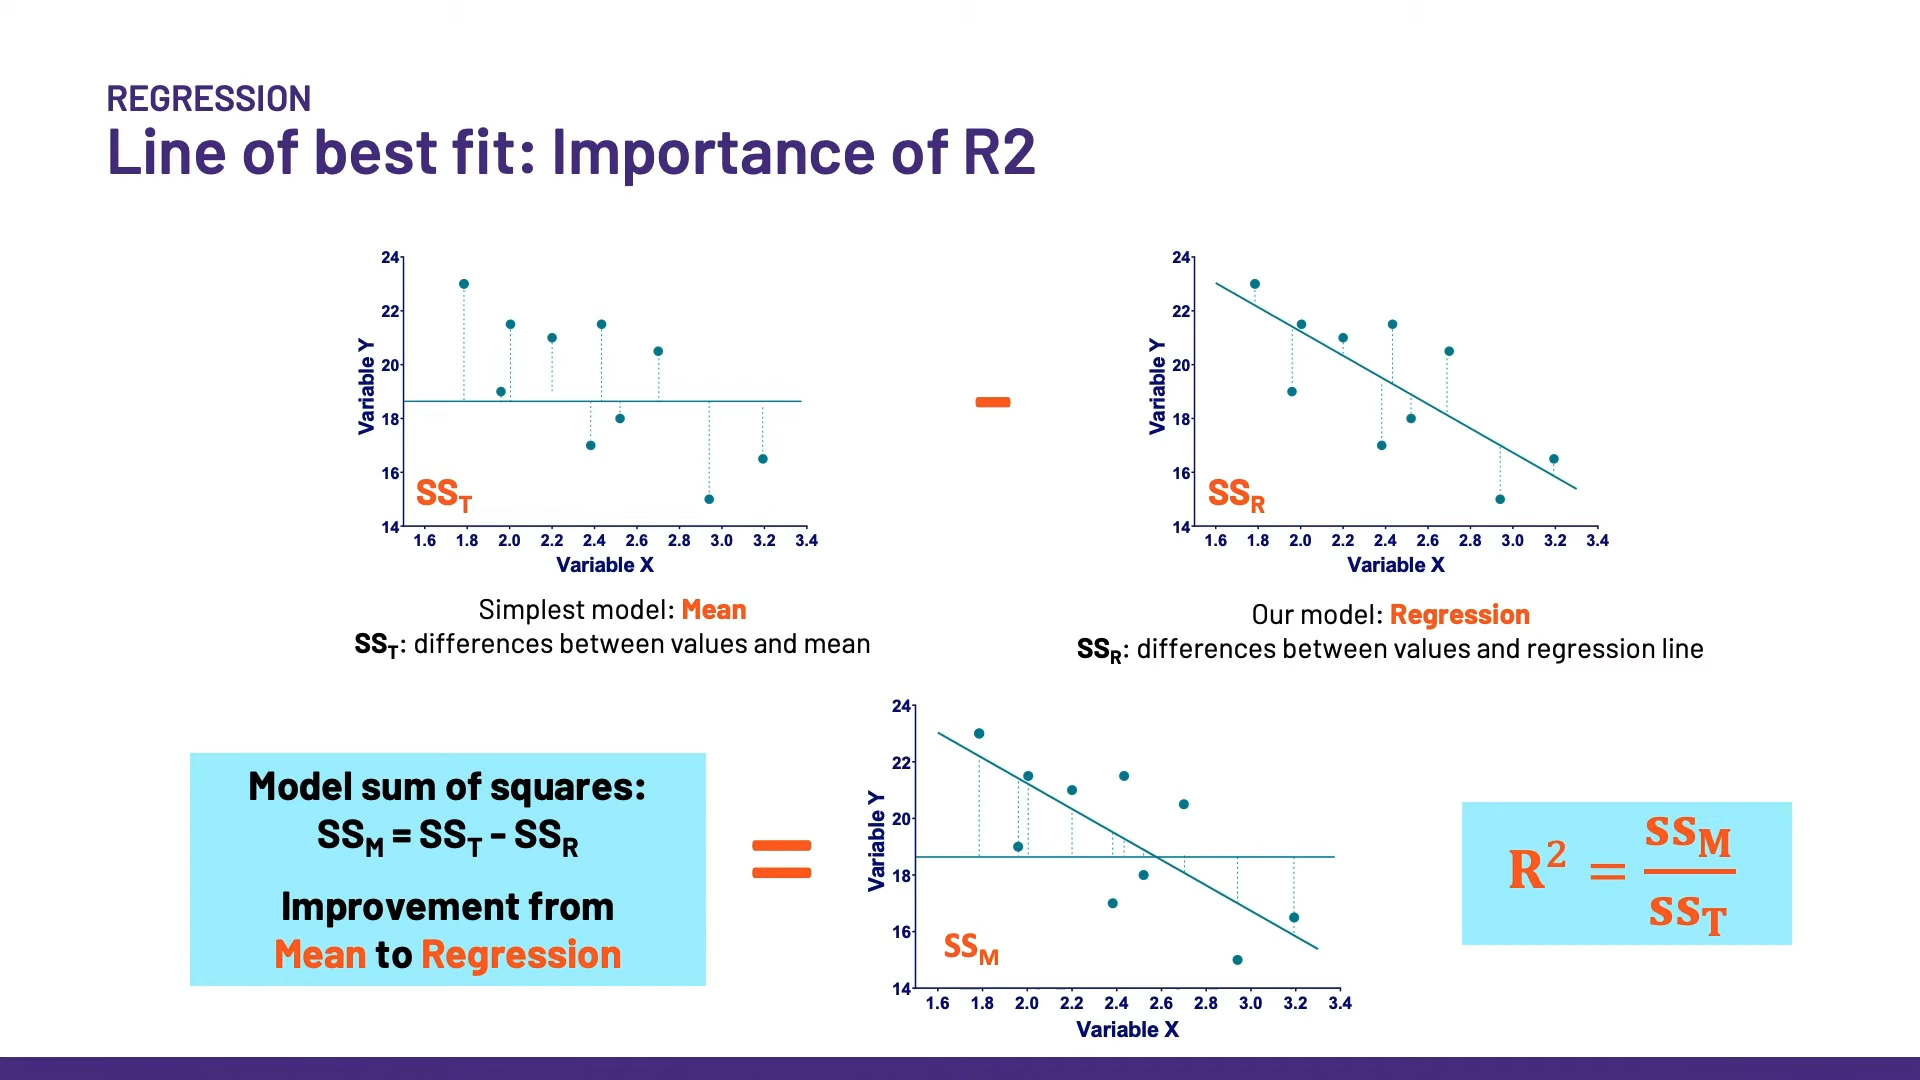 REGRESSION
Line of best fit: Importance of R2
24
22
20
18
16
14
Variable Y
SST
1.6 1.8 2.0 2.2 2.4 2.6 2.8 3.0 3.2 3.4
Variable X
Simplest model: Mean
SST: differences between values and mean
24
22
20
18
16
14
Variable Y
SSR
1.6 1.8 2.0 2.2 2.4 2.6 2.8 3.0 3.2 3.4
Variable X
Our model: Regression
SSR: differences between values and regression line
Model sum of squares:
SSM = SST - SSR
Improvement from
Mean to Regression
=
24
22
20
18
16
14
Variable Y
SSM
1.6 1.8 2.0 2.2 2.4 2.6 2.8 3.0 3.2 3.4
Variable X
R² = SSM / SST